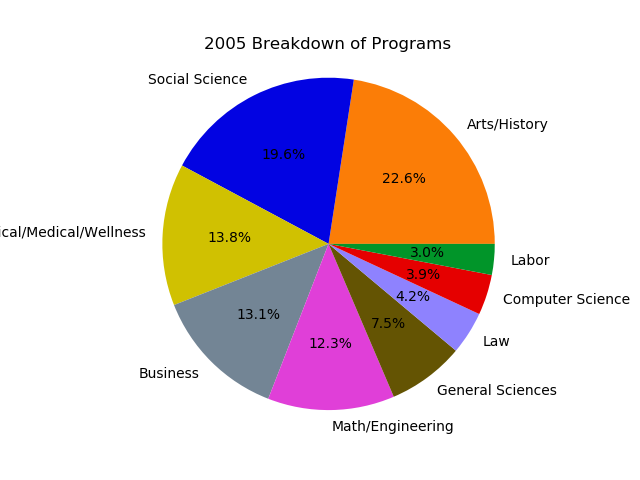 2005 Breakdown of Programs
Social Science
Arts/History
19.6%
22.6%
ical/Medical/Wellness
13.8%
3.0%
Labor
3.9%
4.2%
Computer Science
13.1%
7.5%
12.3%
Law
Business
General Sciences
Math/Engineering